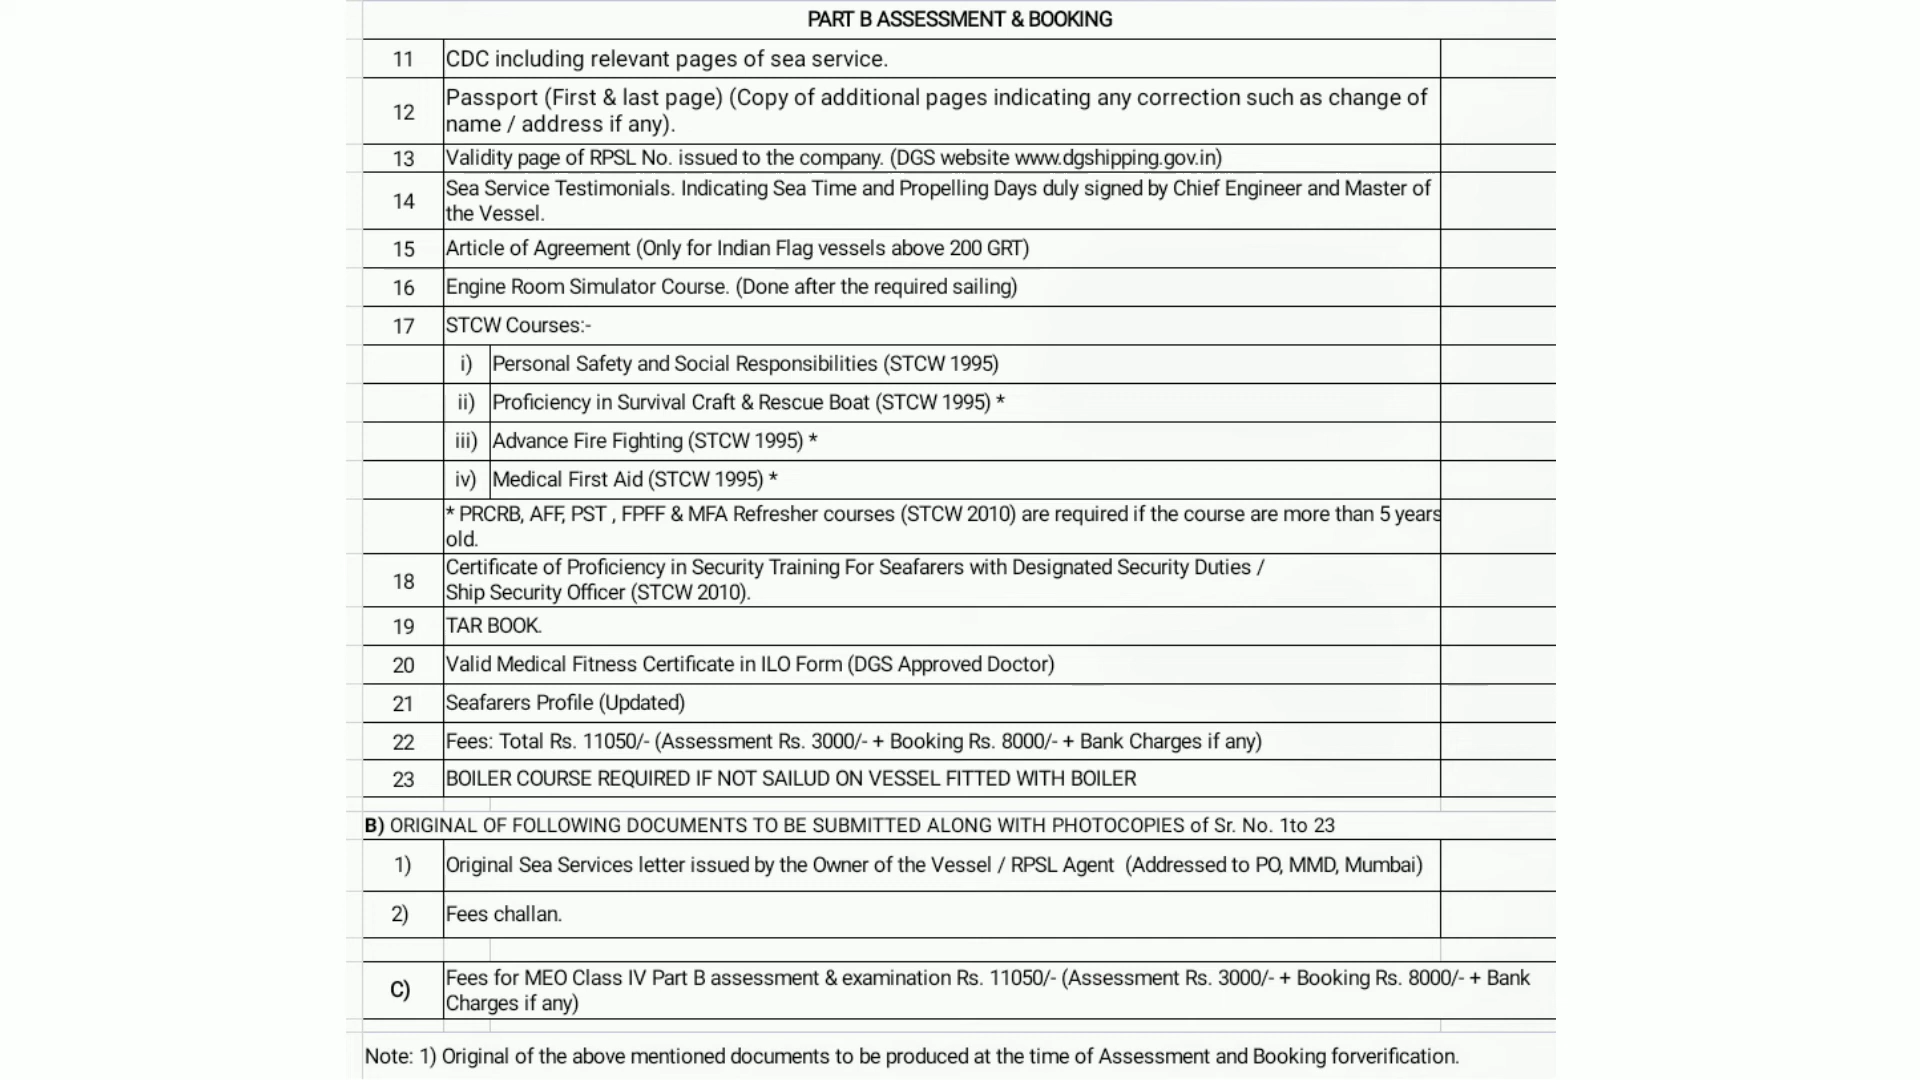 PART B ASSESSMENT & BOOKING
11 CDC including relevant pages of sea service.
12 Passport (First & last page) (Copy of additional pages indicating any correction such as change of
name / address if any).
13 Validity page of RPSL No. issued to the company. (DGS website www.dgshipping.gov.in)
14 Sea Service Testimonials. Indicating Sea Time and Propelling Days duly signed by Chief Engineer and Master of
the Vessel.
15 Article of Agreement (Only for Indian Flag vessels above 200 GRT)
16 Engine Room Simulator Course. (Done after the required sailing)
17 STCW Courses:-
i) Personal Safety and Social Responsibilities (STCW 1995)
ii) Proficiency in Survival Craft & Rescue Boat (STCW 1995) *
iii) Advance Fire Fighting (STCW 1995) *
iv) Medical First Aid (STCW 1995) *
* PRCRB, AFF, PST , FPFF & MFA Refresher courses (STCW 2010) are required if the course are more than 5 years
old.
18 Certificate of Proficiency in Security Training For Seafarers with Designated Security Duties /
Ship Security Officer (STCW 2010).
19 TAR BOOK.
20 Valid Medical Fitness Certificate in ILO Form (DGS Approved Doctor)
21 Seafarers Profile (Updated)
22 Fees: Total Rs. 11050/- (Assessment Rs. 3000/- + Booking Rs. 8000/- + Bank Charges if any)
23 BOILER COURSE REQUIRED IF NOT SAILUD ON VESSEL FITTED WITH BOILER
B) ORIGINAL OF FOLLOWING DOCUMENTS TO BE SUBMITTED ALONG WITH PHOTOCOPIES of Sr. No. 1to 23
1) Original Sea Services letter issued by the Owner of the Vessel / RPSL Agent (Addressed to PO, MMD, Mumbai)
2) Fees challan.
C) Fees for MEO Class IV Part B assessment & examination Rs. 11050/- (Assessment Rs. 3000/- + Booking Rs. 8000/- + Bank
Charges if any)
Note: 1) Original of the above mentioned documents to be produced at the time of Assessment and Booking forverification.